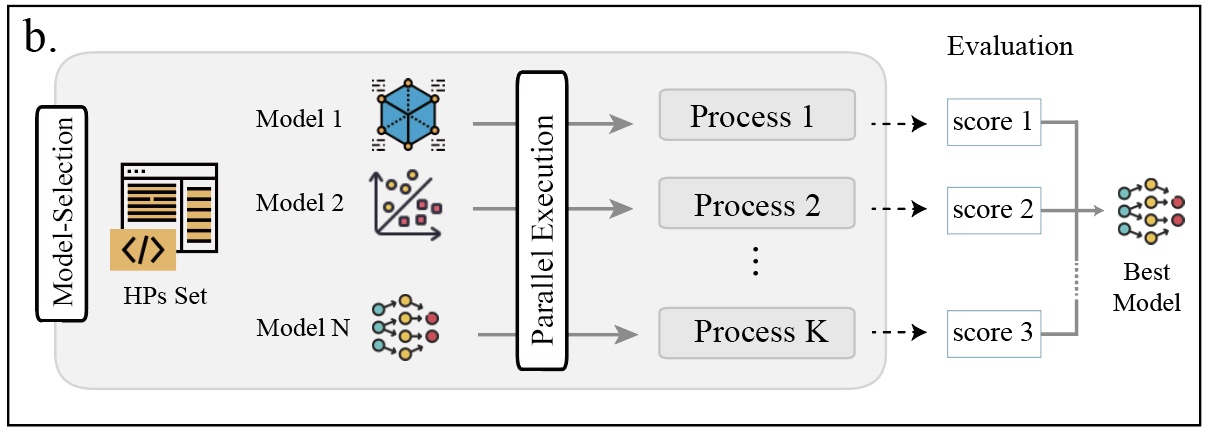 b.
Evaluation
Model-Selection
</>
HPs Set
Model 1
Model 2
Model N
Parallel Execution
Process 1
Process 2
⋮
Process K
score 1
score 2
score 3
Best
Model